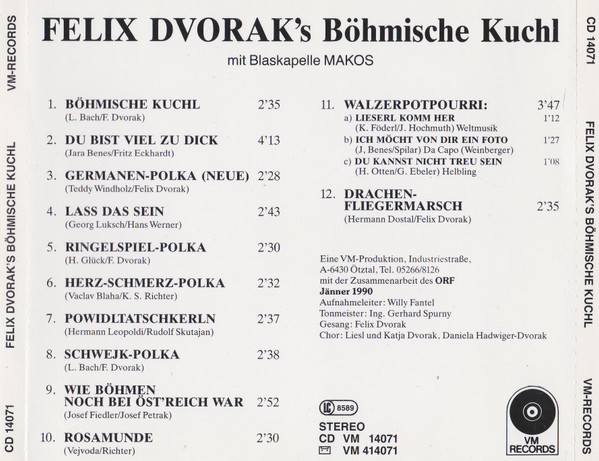 FELIX DVORAK's Böhmische Kuchl
mit Blaskapelle MAKOS
VM-RECORDS
FELIX DVORAK'S BÖHMISCHE KUCHL
CD 14071
1. BÖHMISCHE KUCHL 2'35
(L. Bach/F. Dvorak)
2. DU BIST VIEL ZU DICK 4'13
(Jara Benes/Fritz Eckhardt)
3. GERMANEN-POLKA (NEUE) 2'28
(Teddy Windholz/Felix Dvorak)
4. LASS DAS SEIN 2'43
(Georg Luksch/Hans Werner)
5. RINGELSPIEL-POLKA 2'30
(H. Glück/F. Dvorak)
6. HERZ-SCHMERZ-POLKA 2'32
(Vaclav Blaha/K. S. Richter)
7. POWIDLTATSCHKERLN 2'37
(Hermann Leopoldi/Rudolf Skutajan)
8. SCHWEJK-POLKA 2'38
(L. Bach/F. Dvorak)
9. WIE BÖHMEN
NOCH BEI ÖST'REICH WAR 2'52
(Josef Fiedler/Josef Petrak)
10. ROSAMUNDE 2'30
(Vejvoda/Richter)
11. WALZERPOTPOURRI: 3'47
a) LIESERL KOMM HER 1'12
(K. Föderl/J. Hochmuth) Weltmusik
b) ICH MÖCHT VON DIR EIN FOTO 1'27
(J. Benes/Spilar) Da Capo (Weinberger)
c) DU KANNST NICHT TREU SEIN 1'08
(H. Otten/G. Ebeler) Helbling
12. DRACHEN-
FLIEGERMARSCH 2'35
(Hermann Dostal/Felix Dvorak)
Eine VM-Produktion, Industriestraße,
A-6430 Ötztal, Tel. 05266/8126
mit der Zusammenarbeit des ORF
Jänner 1990
Aufnahmeleiter: Willy Fantel
Tonmeister: Ing. Gerhard Spurny
Gesang: Felix Dvorak
Chor: Liesl und Katja Dvorak, Daniela Hadwiger-Dvorak
LC 8589
STEREO
CD VM 14071
VM 414071
VM
RECORDS
CD 14071
FELIX DVORAK'S BÖHMISCHE KUCHL
VM-RECORDS